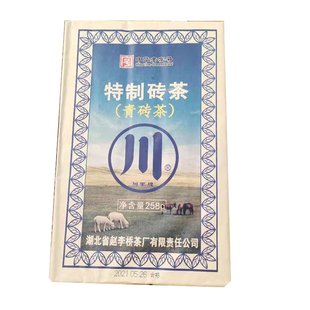 特制砖茶
(青砖茶)
川
®
净含量258g
湖北省赵李桥茶厂有限责任公司
2021.05.26